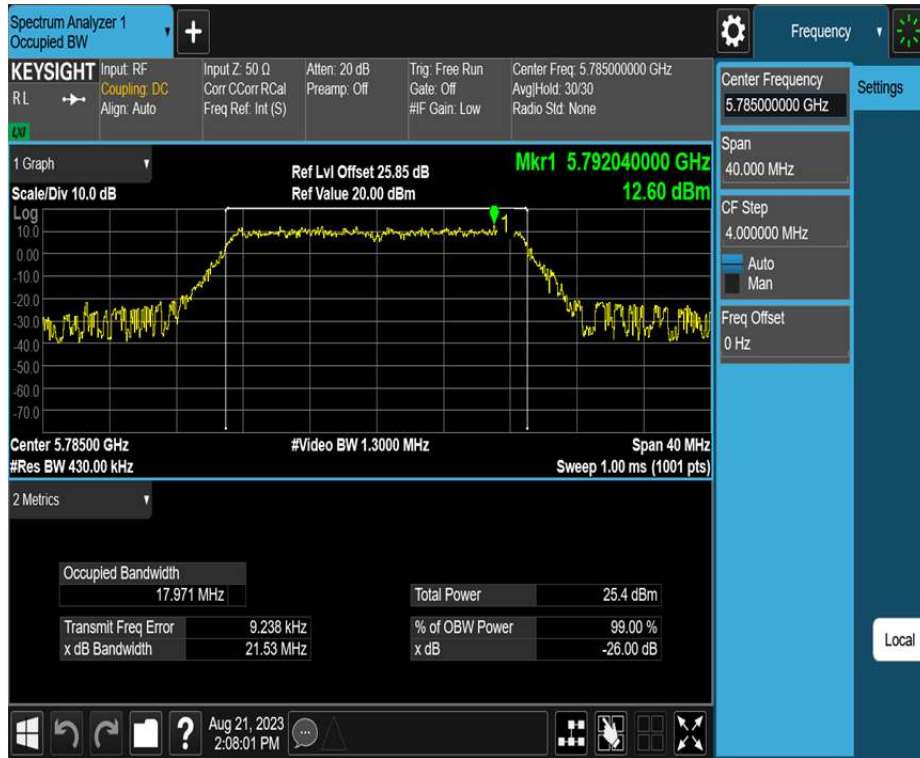 Spectrum Analyzer 1
Occupied BW
+
Frequency
KEYSIGHT
RL
LXI
Input: RF
Coupling: DC
Align: Auto
Input Z: 50 Ω
Corr CCorr RCal
Freq Ref: Int (S)
Atten: 20 dB
Preamp: Off
Trig: Free Run
Gate: Off
#IF Gain: Low
Center Freq: 5.785000000 GHz
Avg|Hold: 30/30
Radio Std: None
Center Frequency
5.785000000 GHz
Settings
Span
40.000 MHz
CF Step
4.000000 MHz
Auto
Man
Freq Offset
0 Hz
Local
1 Graph
Scale/Div 10.0 dB
Ref Lvl Offset 25.85 dB
Ref Value 20.00 dBm
Mkr1 5.792040000 GHz
12.60 dBm
Log
10.0
0.00
-10.0
-20.0
-30.0
-40.0
-50.0
-60.0
-70.0
1
Center 5.78500 GHz
#Video BW 1.3000 MHz
Span 40 MHz
#Res BW 430.00 kHz
Sweep 1.00 ms (1001 pts)
2 Metrics
Occupied Bandwidth
17.971 MHz
Total Power 25.4 dBm
Transmit Freq Error 9.238 kHz
% of OBW Power 99.00 %
x dB Bandwidth 21.53 MHz
x dB -26.00 dB
?
Aug 21, 2023
2:08:01 PM